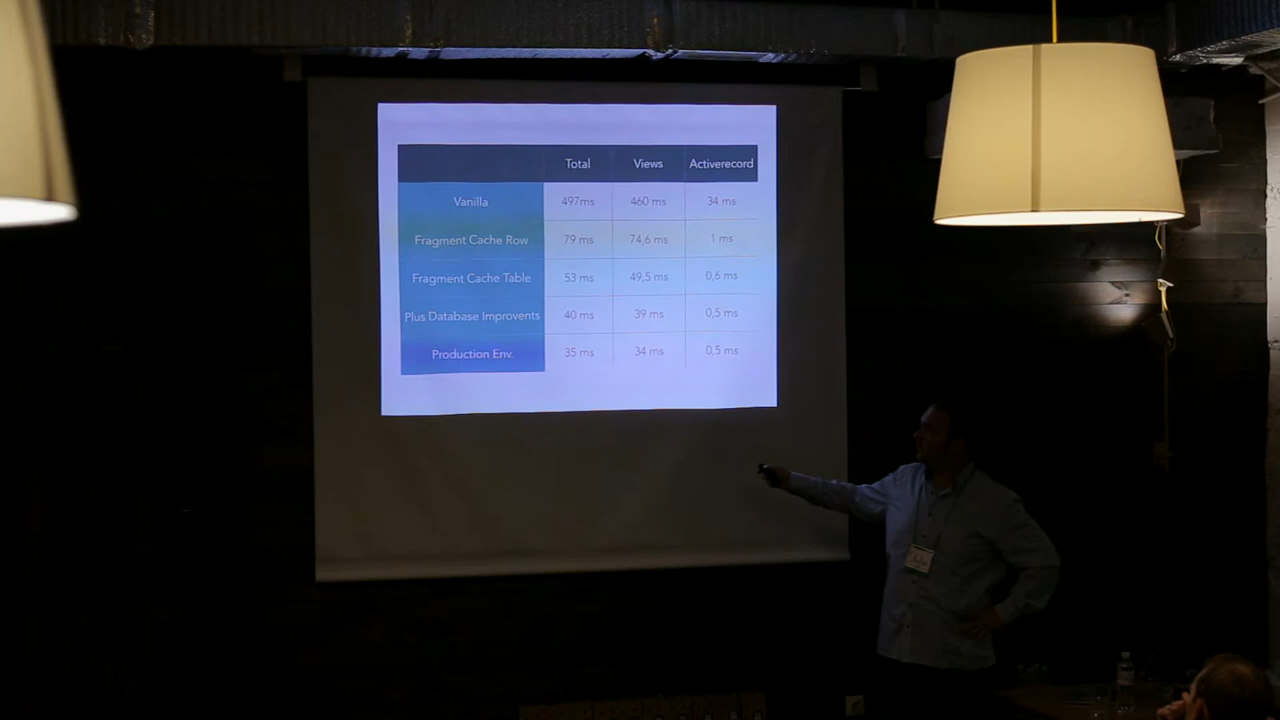 Total Views Activerecord
Vanilla 497ms 460 ms 34 ms
Fragment Cache Row 79 ms 74,6 ms 1 ms
Fragment Cache Table 53 ms 49,5 ms 0,6 ms
Plus Database Improvents 40 ms 39 ms 0,5 ms
Production Env. 35 ms 34 ms 0,5 ms